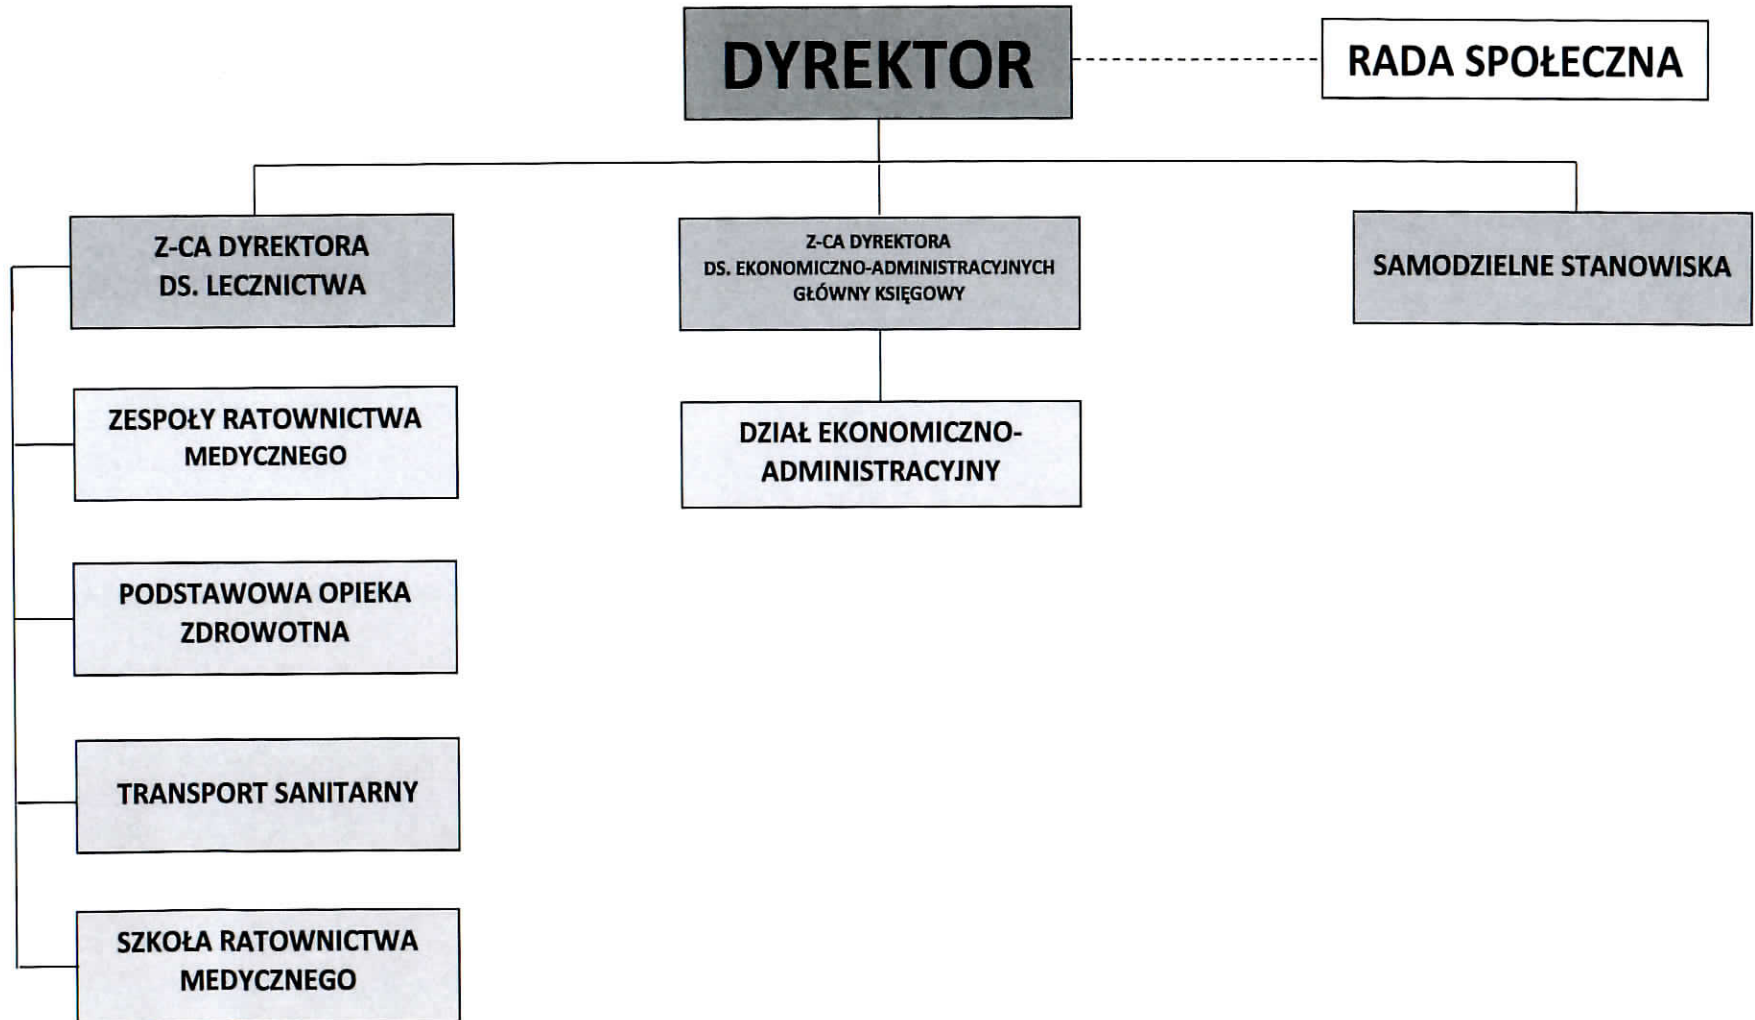 DYREKTOR
RADA SPOŁECZNA
Z-CA DYREKTORA
DS. LECZNICTWA
Z-CA DYREKTORA
DS. EKONOMICZNO-ADMINISTRACYJNYCH
GŁÓWNY KSIĘGOWY
SAMODZIELNE STANOWISKA
ZESPOŁY RATOWNICTWA
MEDYCZNEGO
DZIAŁ EKONOMICZNO-
ADMINISTRACYJNY
PODSTAWOWA OPIEKA
ZDROWOTNA
TRANSPORT SANITARNY
SZKOŁA RATOWNICTWA
MEDYCZNEGO